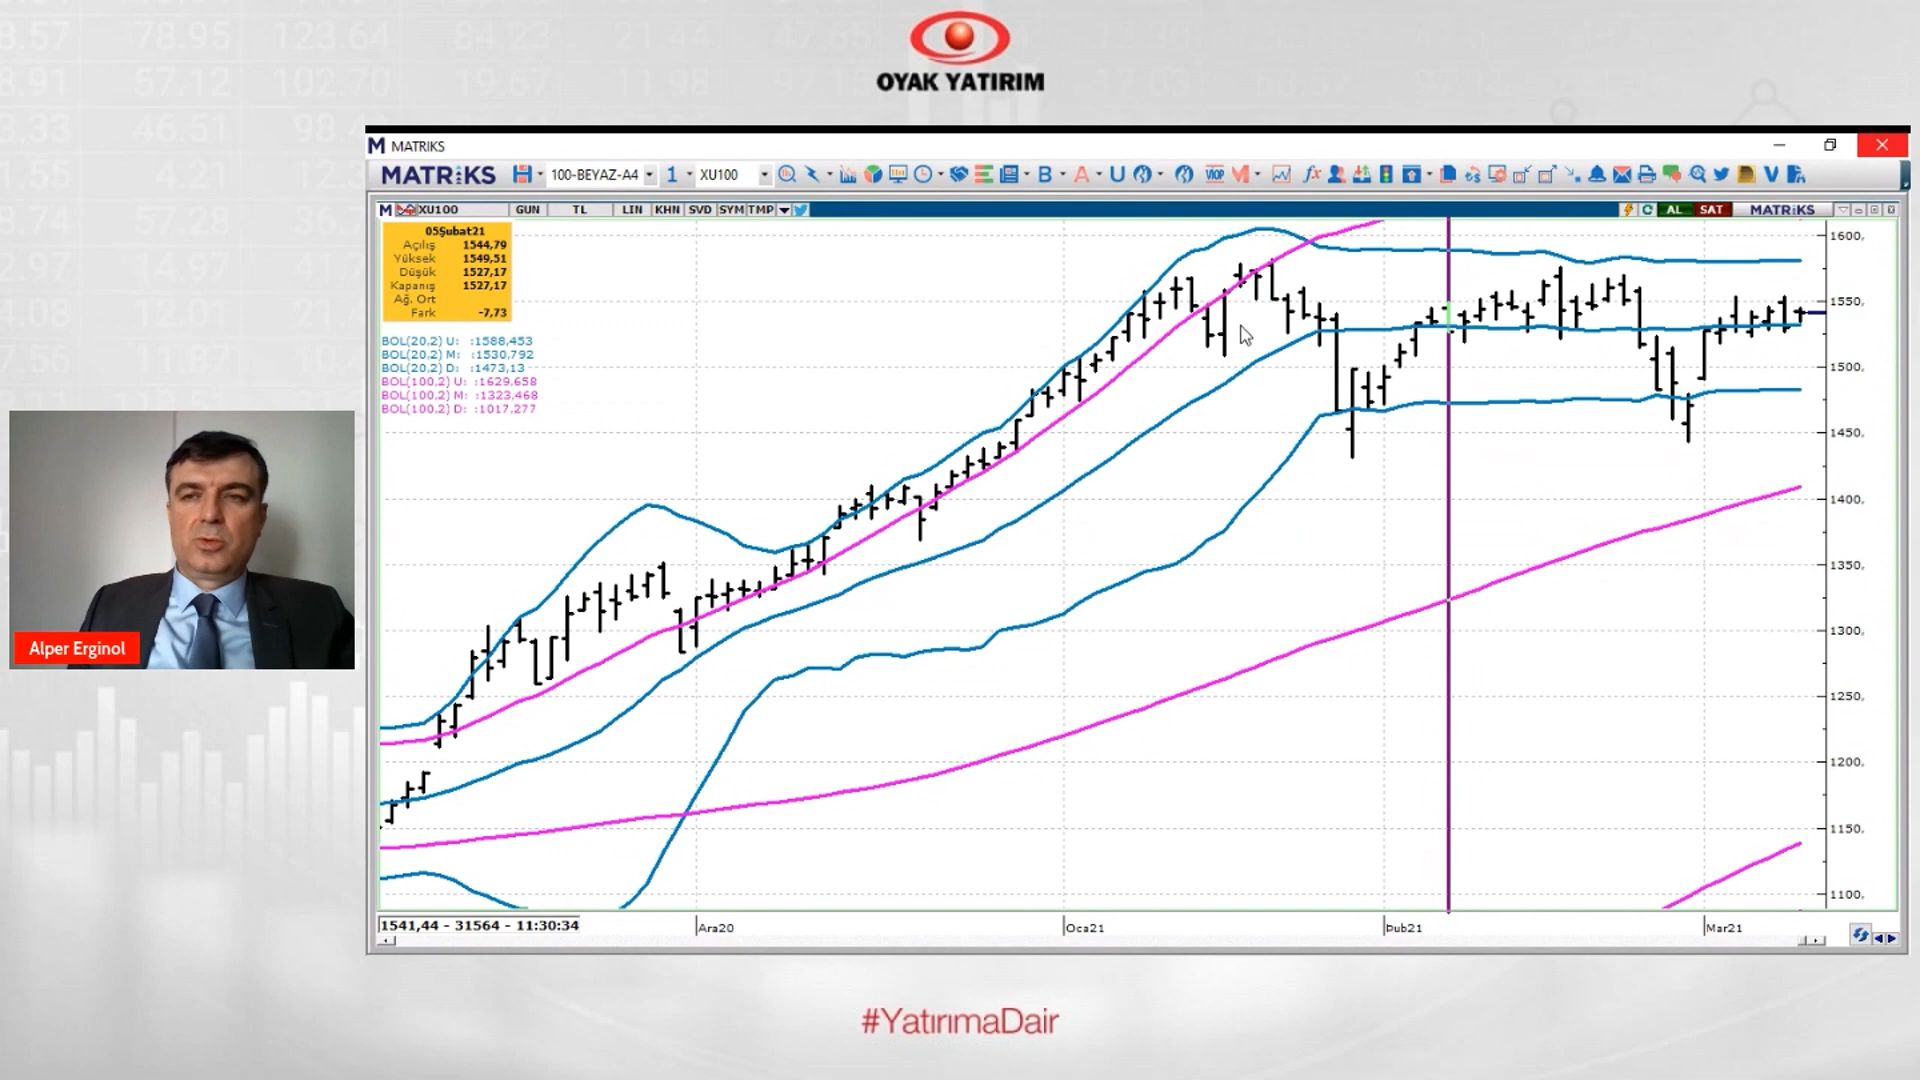 OYAK YATIRIM
MATRIKS
MATRİKS 100-BEYAZ-A4 1 XU100 B A U VIOP M fx V
XU100 GUN TL LIN KHN SVD SYM TMP AL SAT MATRİKS
05Şubat21
Açılış 1544,79
Yüksek 1549,51
Düşük 1527,17
Kapanış 1527,17
Ağ. Ort
Fark -7,73
BOL(20,2) U: :1588,453
BOL(20,2) M: :1530,792
BOL(20,2) D: :1473,13
BOL(100,2) U: :1629,658
BOL(100,2) M: :1323,468
BOL(100,2) D: :1017,277
1600,
1550,
1500,
1450,
1400,
1350,
1300,
1250,
1200,
1150,
1100,
1541,44 - 31564 - 11:30:34
Ara20 Oca21 Þub21 Mar21
Alper Erginol
#YatırımaDair